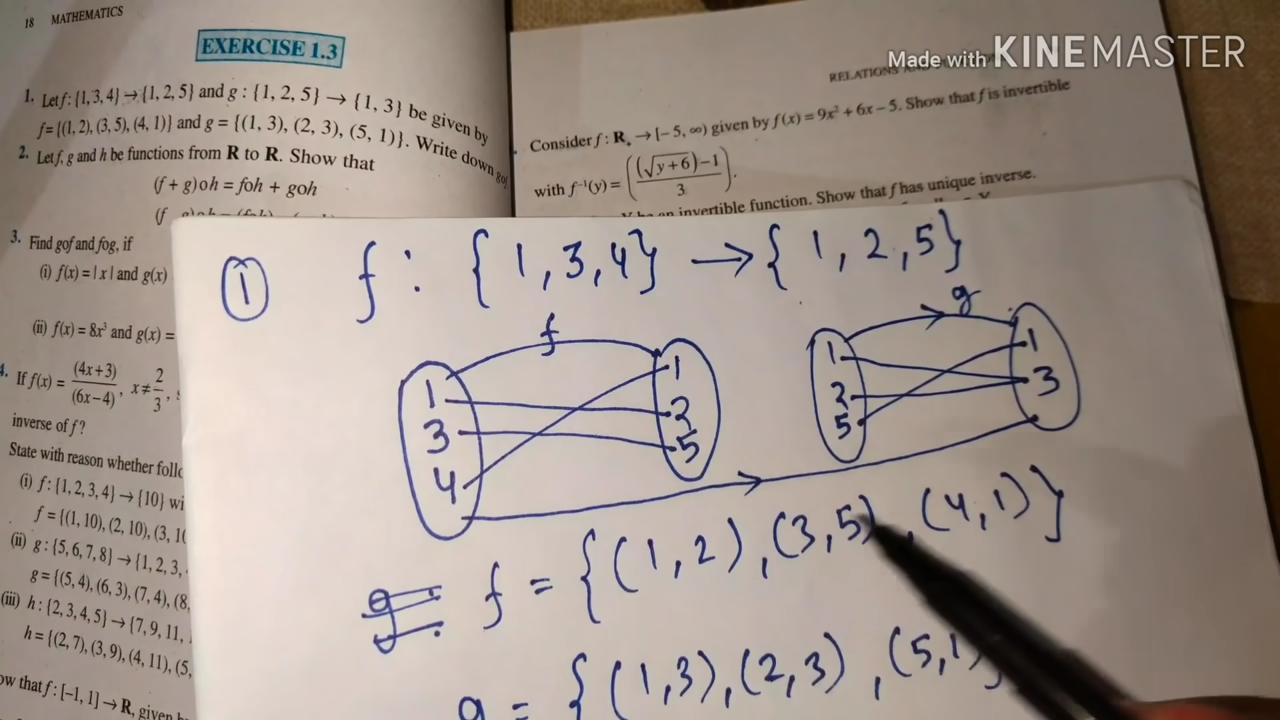 18 MATHEMATICS
EXERCISE 1.3
1. Let f : {1, 3, 4} → {1, 2, 5} and g : {1, 2, 5} → {1, 3} be given by
f = {(1, 2), (3, 5), (4, 1)} and g = {(1, 3), (2, 3), (5, 1)}. Write down gof
2. Let f, g and h be functions from R to R. Show that
(f + g)oh = foh + goh
3. Find gof and fog, if
(i) f(x) = | x | and g(x)
(ii) f(x) = 8x³ and g(x) =
4. If f(x) = (4x+3)/(6x−4), x ≠ 2/3,
inverse of f?
State with reason whether
(i) f : {1, 2, 3, 4} → {10}
f = {(1, 10), (2, 10), (3,
(ii) g : {5, 6, 7, 8} → {1, 2, 3,
g = {(5, 4), (6, 3), (7, 4), (8,
(iii) h : {2, 3, 4, 5} → {7, 9, 11,
h = {(2, 7), (3, 9), (4, 11), (5,
that f : [−1, 1] → R, given
Made with KINEMASTER
RELATIONS
Consider f : R₊ → [− 5, ∞) given by f(x) = 9x² + 6x − 5. Show that f is invertible
with f⁻¹(y) = ((√y+6)−1)/3).
an invertible function. Show that f has unique inverse.
① f : {1, 3, 4} → {1, 2, 5}
f
g
1 1 1 1
3 2 2 3
4 5 5
f = {(1, 2), (3, 5), (4, 1)}
g = {(1, 3), (2, 3), (5, 1)